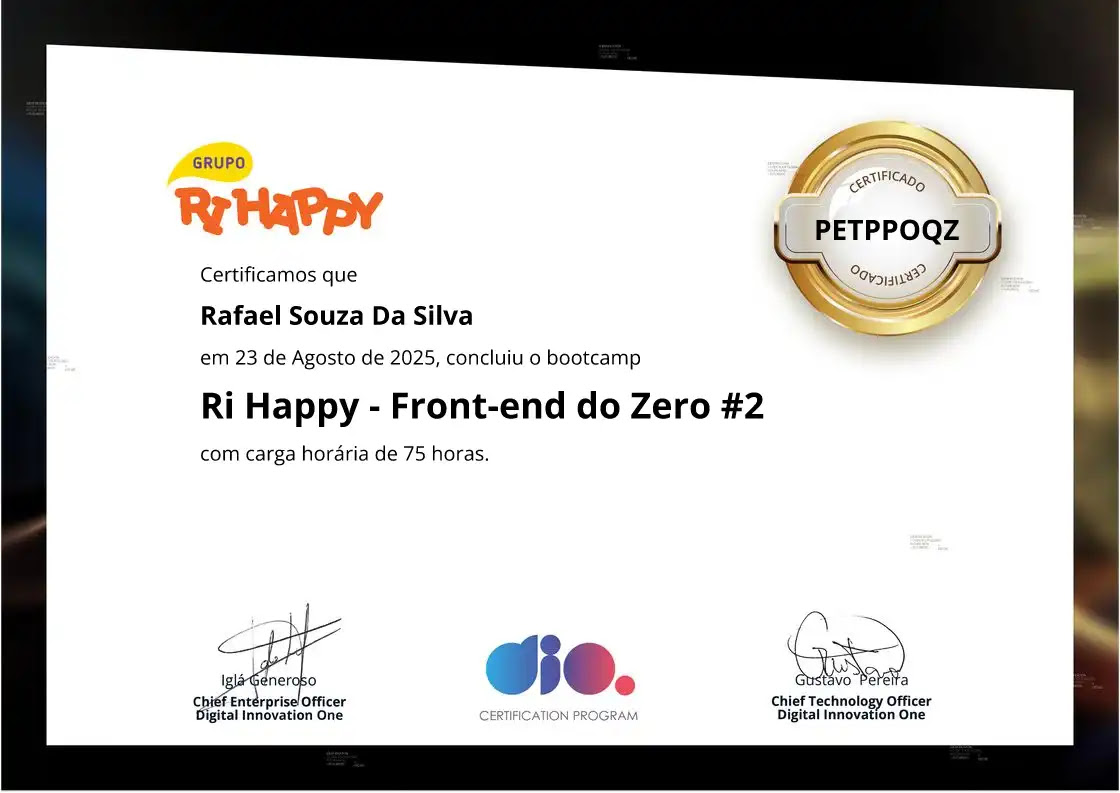 GRUPO
Ri HAPPY
CERTIFICADO
PETPPOQZ
CERTIFICADO
Certificamos que
Rafael Souza Da Silva
em 23 de Agosto de 2025, concluiu o bootcamp
Ri Happy - Front-end do Zero #2
com carga horária de 75 horas.
Iglá Generoso
Chief Enterprise Officer
Digital Innovation One
dio.
CERTIFICATION PROGRAM
Gustavo
Gustavo Pereira
Chief Technology Officer
Digital Innovation One